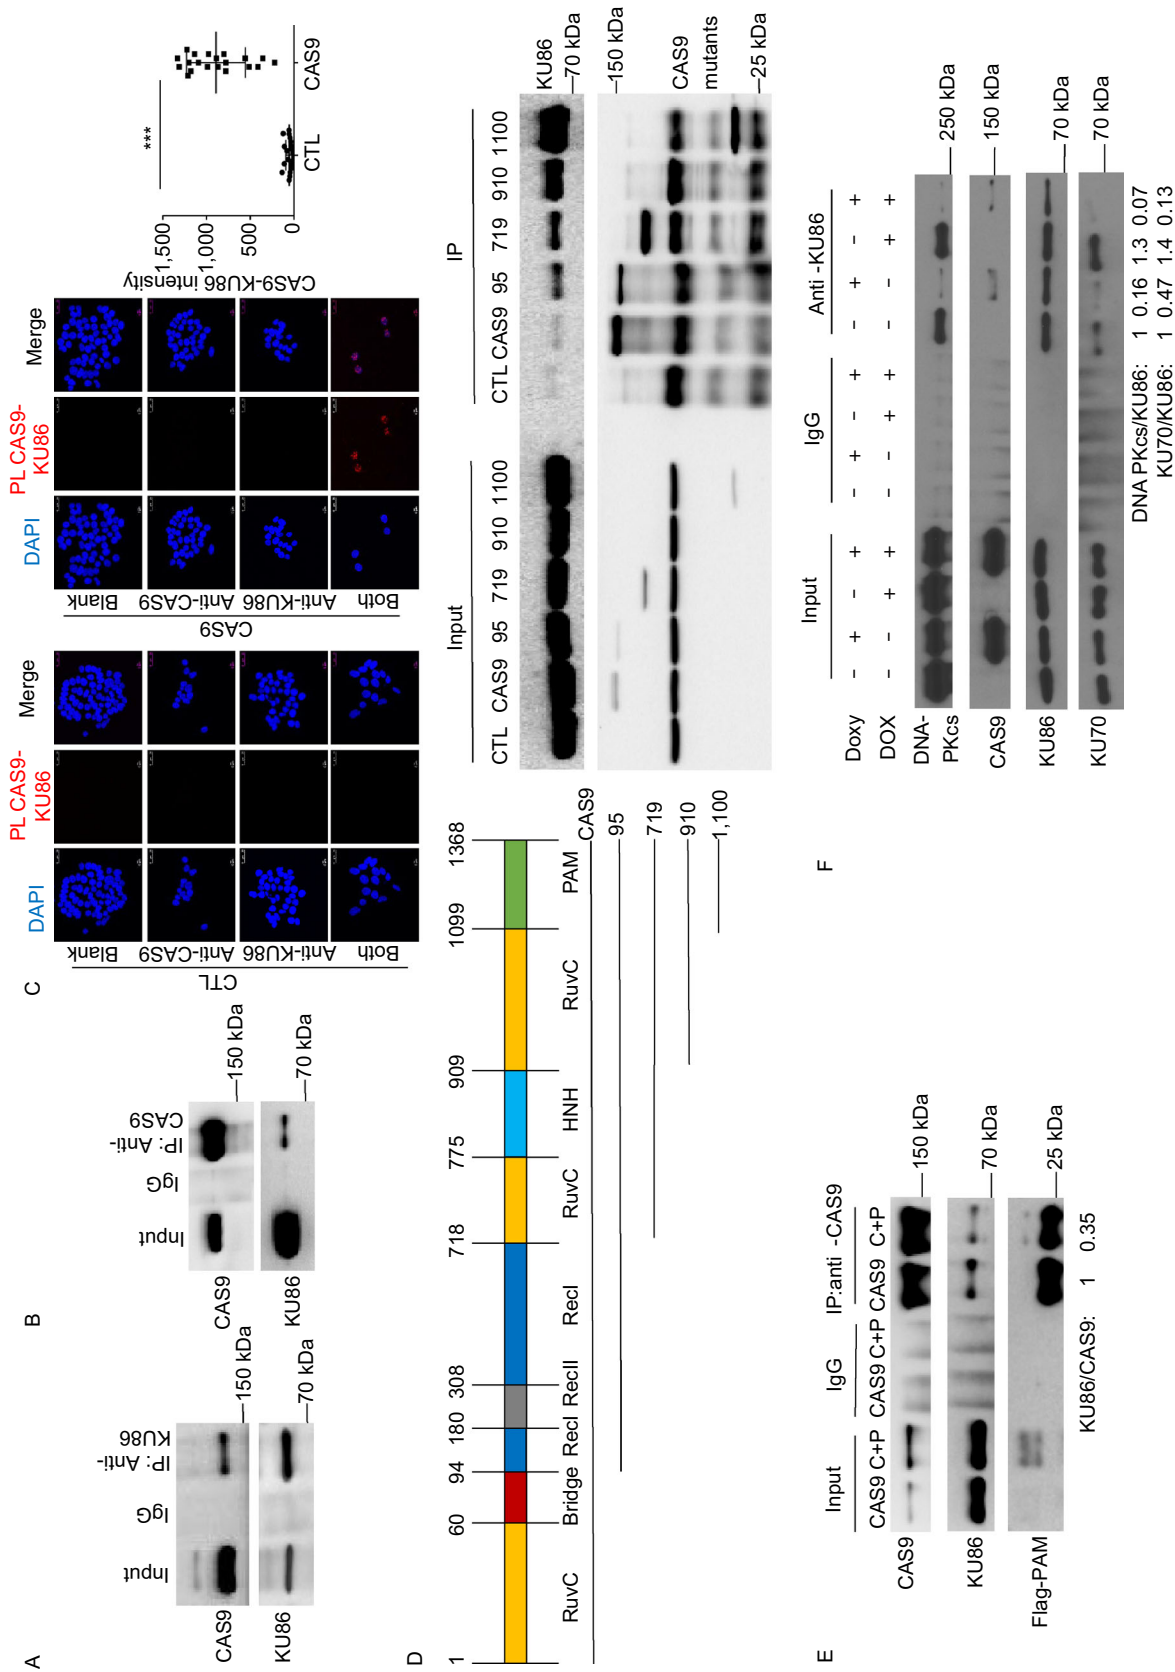 A
Input
IgG
IP: Anti-
KU86
CAS9
150 kDa
KU86
70 kDa
B
Input
IgG
IP: Anti-
CAS9
CAS9
150 kDa
KU86
70 kDa
C
DAPI
PL CAS9-
KU86
Merge
CTL
Blank
Anti-CAS9
Anti-KU86
Both
DAPI
PL CAS9-
KU86
Merge
CAS9
Blank
Anti-CAS9
Anti-KU86
Both
CAS9-KU86 intensity
1,500
1,000
500
0
***
CTL
CAS9
D
1 60 94 180 308 718 775 909 1099 1368
RuvC Bridge RecI RecII RecI RuvC HNH RuvC PAM
CAS9
95
719
910
1,100
Input
IP
CTL CAS9 95 719 910 1100
CTL CAS9 95 719 910 1100
KU86
70 kDa
150 kDa
CAS9
mutants
25 kDa
E
Input
IgG
IP:anti -CAS9
CAS9 C+P CAS9 C+P CAS9 C+P
CAS9
150 kDa
KU86
70 kDa
Flag-PAM
25 kDa
KU86/CAS9: 1 0.35
F
Input
IgG
Anti -KU86
Doxy - + - + - + - + - + - +
DOX - - + + - - + + - - + +
DNA-
PKcs
250 kDa
CAS9
150 kDa
KU86
70 kDa
KU70
70 kDa
DNA PKcs/KU86: 1 0.16 1.3 0.07
KU70/KU86: 1 0.47 1.4 0.13